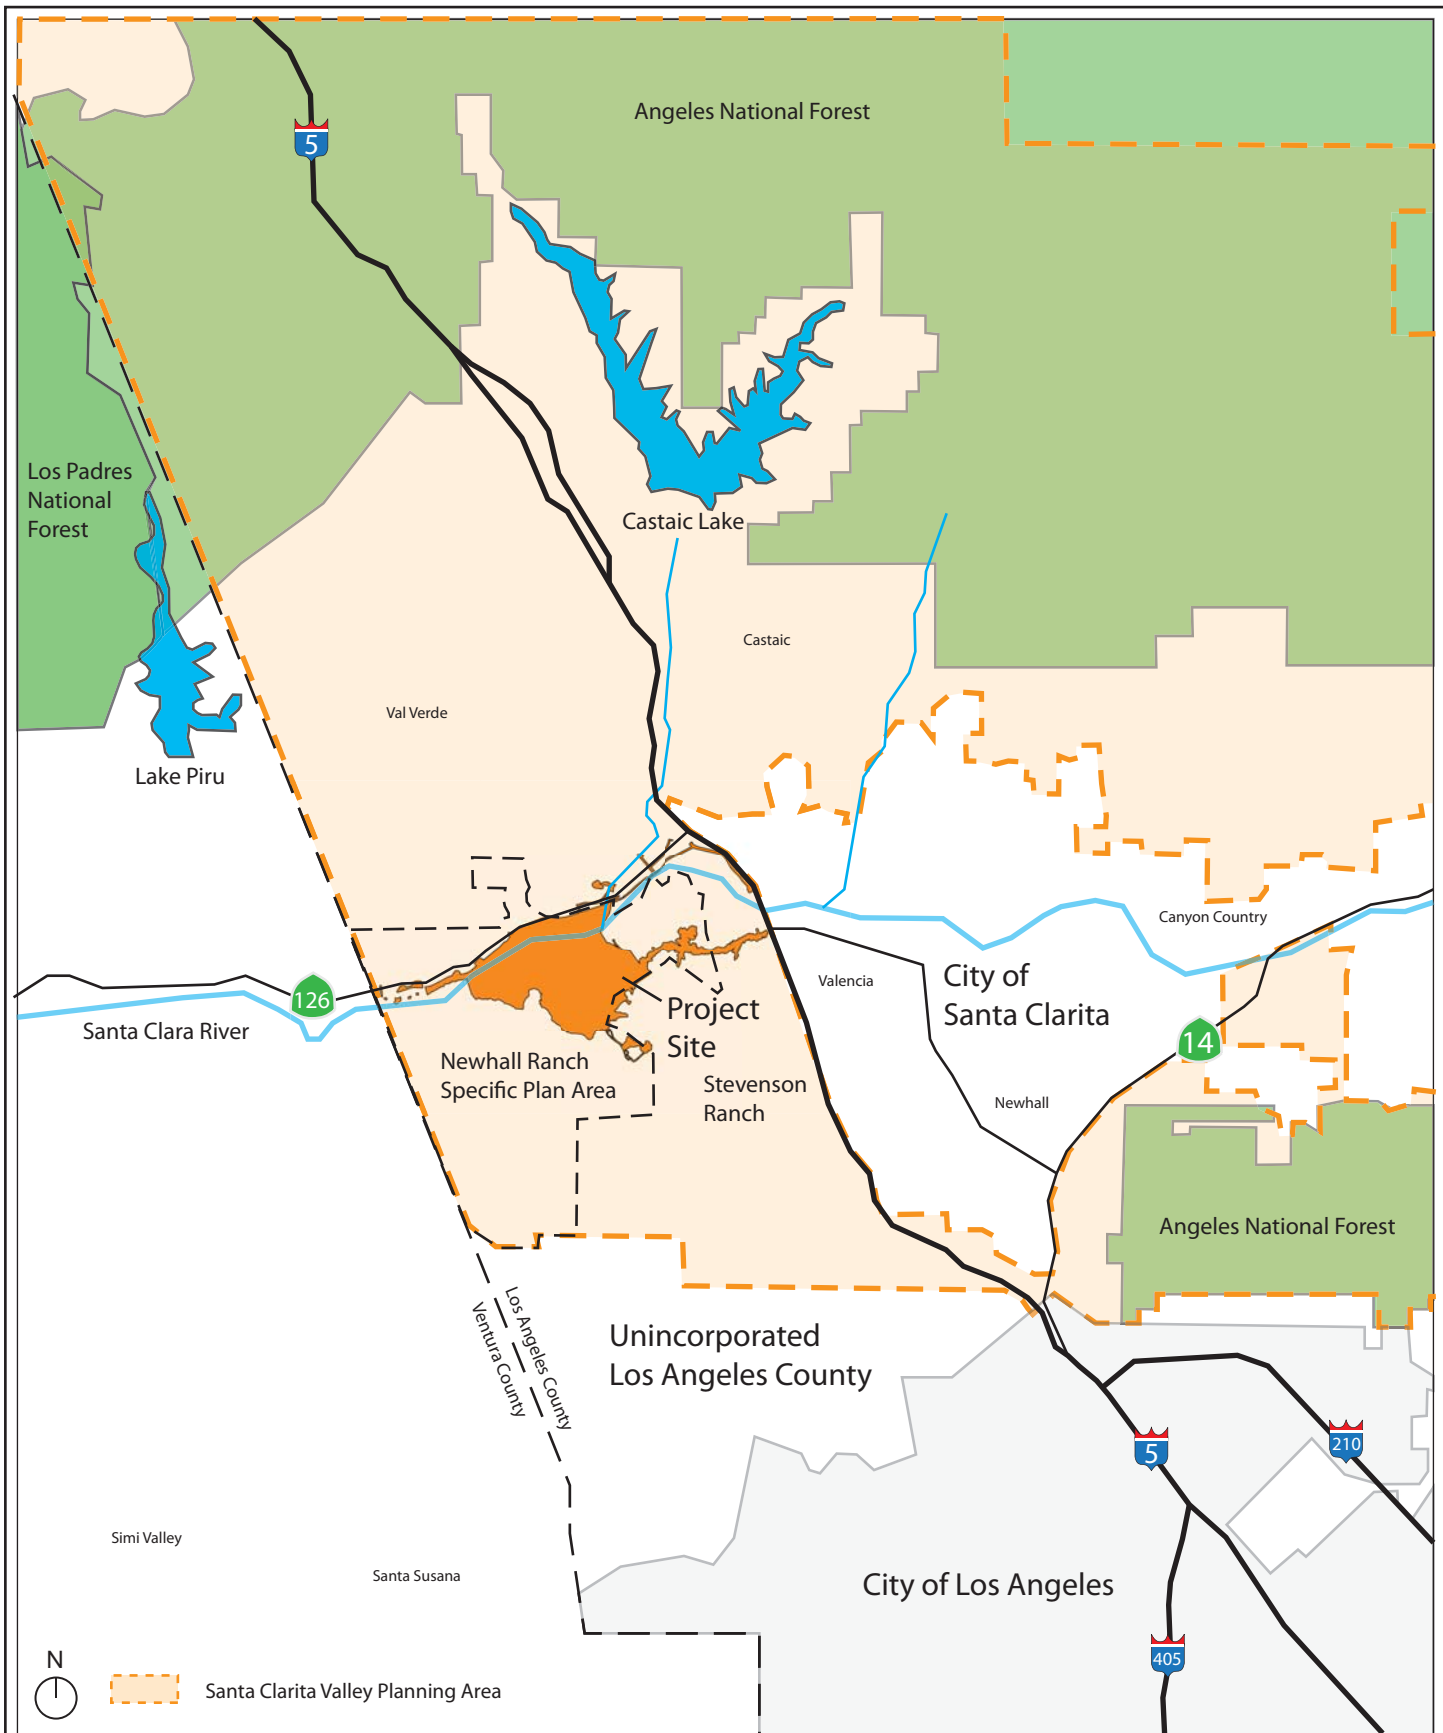 Angeles National Forest
5
Los Padres
National
Forest
Castaic Lake
Castaic
Val Verde
Lake Piru
Canyon Country
Valencia
City of
Santa Clarita
126
Project
Site
Santa Clara River
14
Newhall Ranch
Specific Plan Area
Stevenson
Ranch
Newhall
Angeles National Forest
Los Angeles County
Ventura County
Unincorporated
Los Angeles County
5
210
Simi Valley
Santa Susana
City of Los Angeles
405
N
Santa Clarita Valley Planning Area